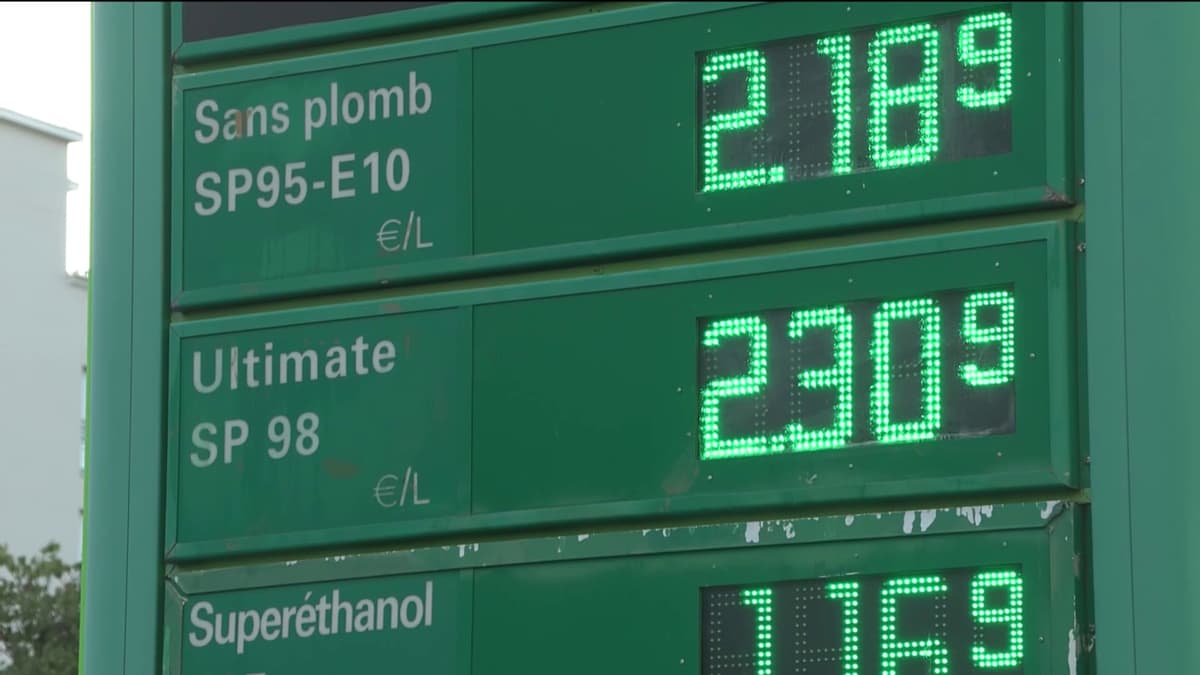 Sans plomb
SP95-E10
€/L
2.18⁹
Ultimate
SP 98
€/L
2.30⁹
Superéthanol
1.16⁹